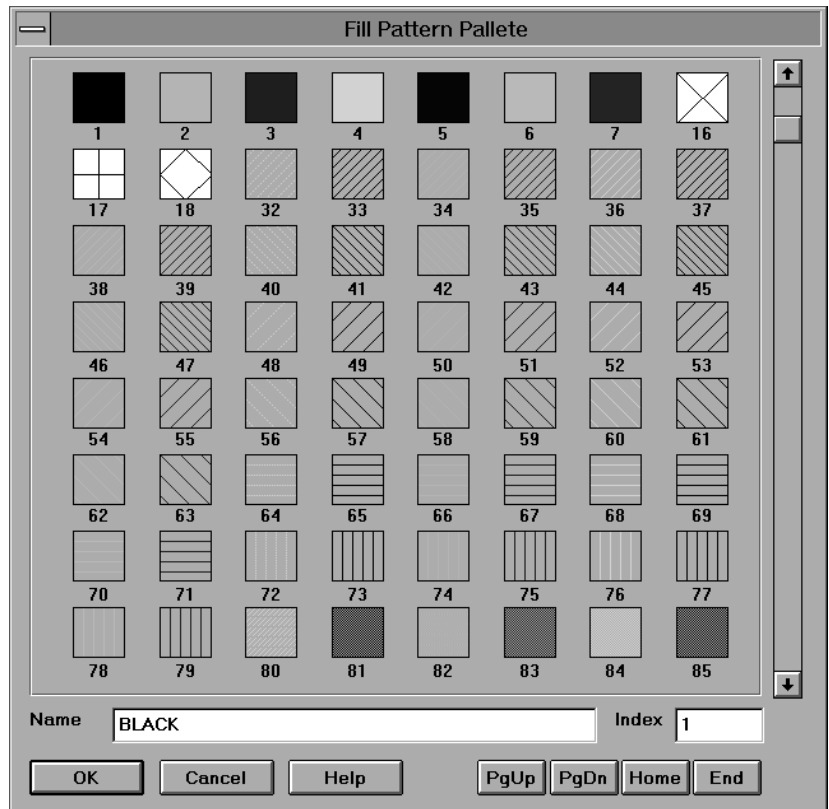 Fill Pattern Pallete
1 2 3 4 5 6 7 16
17 18 32 33 34 35 36 37
38 39 40 41 42 43 44 45
46 47 48 49 50 51 52 53
54 55 56 57 58 59 60 61
62 63 64 65 66 67 68 69
70 71 72 73 74 75 76 77
78 79 80 81 82 83 84 85
Name BLACK Index 1
OK Cancel Help PgUp PgDn Home End